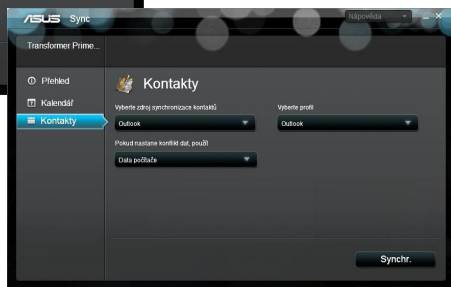 ASUS Sync
Nápověda
Transformer Prime...
Přehled
Kalendář
Kontakty
Kontakty
Vyberte zdroj synchronizace kontaktů
Vyberte profil
Outlook
Outlook
Pokud nastane konflikt dat, použít
Data počítače
Synchr.